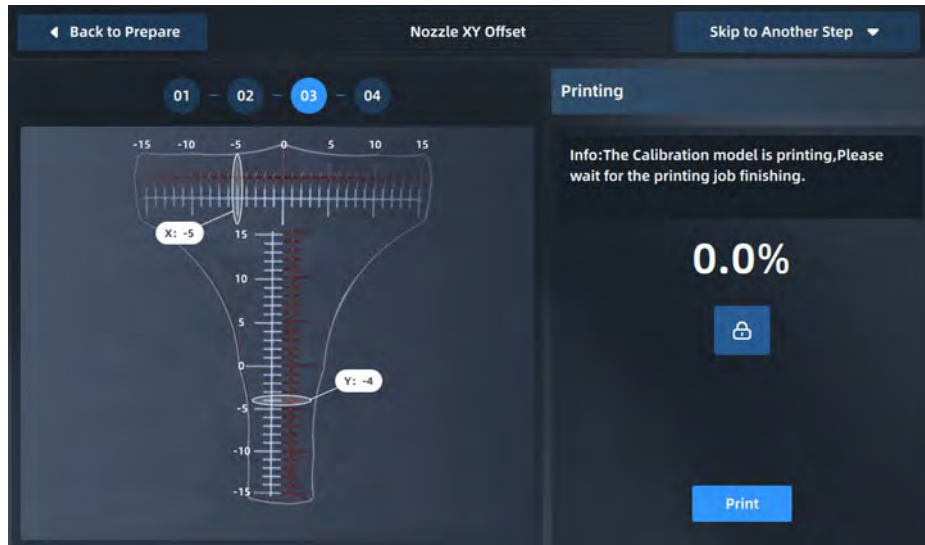 Back to Prepare
Nozzle XY Offset
Skip to Another Step
01 - 02 - 03 - 04
Printing
-15 -10 -5 0 5 10 15
Info:The Calibration model is printing,Please
wait for the printing job finishing.
X: -5
15
10
5
0
Y: -4
-5
-10
-15
0.0%
Print